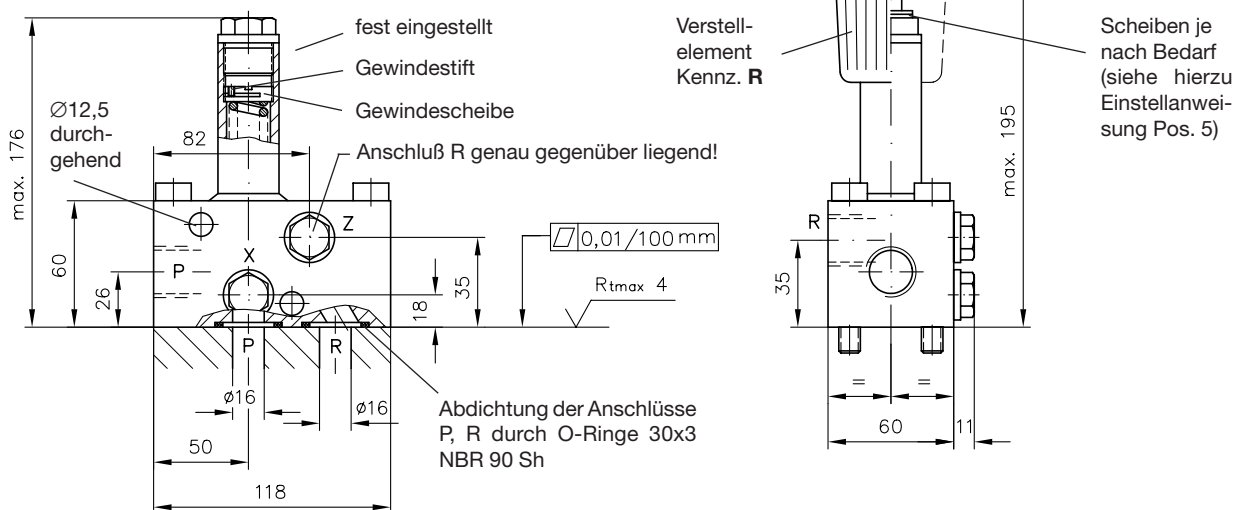 fest eingestellt
Gewindestift
Gewindescheibe
Anschluß R genau gegenüber liegend!
max. 176
Ø12,5
durch-
gehend
82
60
26
P
X
Z
35
18
P
R
ø16
ø16
50
118
0,01/100 mm
Rtmax 4
Abdichtung der Anschlüsse
P, R durch O-Ringe 30x3
NBR 90 Sh
Verstell-
element
Kennz. R
Scheiben je
nach Bedarf
(siehe hierzu
Einstellanwei-
sung Pos. 5)
max. 195
R
35
=
=
60
11